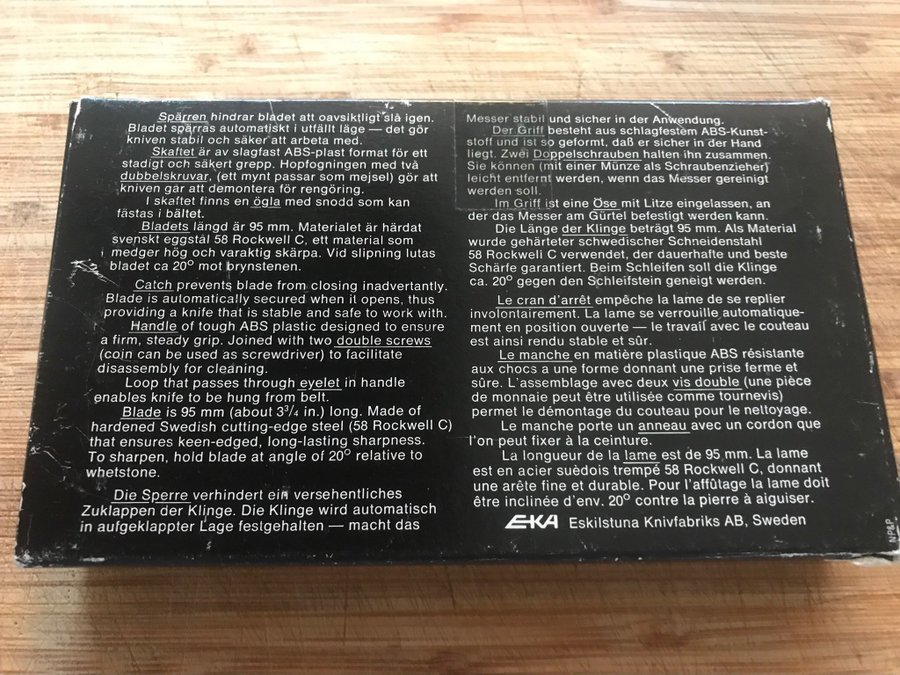 Spärren hindrar bladet att oavsiktligt slå igen.
Bladet spärras automatiskt i utfällt läge — det gör
kniven stabil och säker att arbeta med.
Skaftet är av slagfast ABS-plast format för ett
stadigt och säkert grepp. Hopfogningen med två
dubbelskruvar, (ett mynt passar som mejsel) gör att
kniven går att demontera för rengöring.
I skaftet finns en ögla med snodd som kan
fästas i bältet.
Bladets längd är 95 mm. Materialet är härdat
svenskt eggstål 58 Rockwell C, ett material som
medger hög och varaktig skärpa. Vid slipning lutas
bladet ca 20° mot brynstenen.
Catch prevents blade from closing inadvertantly.
Blade is automatically secured when it opens, thus
providing a knife that is stable and safe to work with.
Handle of tough ABS plastic designed to ensure
a firm, steady grip. Joined with two double screws
(coin can be used as screwdriver) to facilitate
disassembly for cleaning.
Loop that passes through eyelet in handle
enables knife to be hung from belt.
Blade is 95 mm (about 3³/₄ in.) long. Made of
hardened Swedish cutting-edge steel (58 Rockwell C)
that ensures keen-edged, long-lasting sharpness.
To sharpen, hold blade at angle of 20° relative to
whetstone.
Die Sperre verhindert ein versehentliches
Zuklappen der Klinge. Die Klinge wird automatisch
in aufgeklappter Lage festgehalten — macht das
Messer stabil und sicher in der Anwendung.
Der Griff besteht aus schlagfestem ABS-Kunst-
stoff und ist so geformt, daß er sicher in der Hand
liegt. Zwei Doppelschrauben halten ihn zusammen.
Sie können (mit einer Münze als Schraubenzieher)
leicht entfernt werden, wenn das Messer gereinigt
werden soll.
Im Griff ist eine Öse mit Litze eingelassen, an
der das Messer am Gürtel befestigt werden kann.
Die Länge der Klinge beträgt 95 mm. Als Material
wurde gehärteter schwedischer Schneidenstahl
58 Rockwell C verwendet, der dauerhafte und beste
Schärfe garantiert. Beim Schleifen soll die Klinge
ca. 20° gegen den Schleifstein geneigt werden.
Le cran d'arrêt empêche la lame de se replier
involontairement. La lame se verrouille automatique-
ment en position ouverte — le travail avec le couteau
est ainsi rendu stable et sûr.
Le manche en matière plastique ABS résistante
aux chocs a une forme donnant une prise ferme et
sûre. L'assemblage avec deux vis double (une pièce
de monnaie peut être utilisée comme tournevis)
permet le démontage du couteau pour le nettoyage.
Le manche porte un anneau avec un cordon que
l'on peut fixer à la ceinture.
La longueur de la lame est de 95 mm. La lame
est en acier suèdois trempé 58 Rockwell C, donnant
une arête fine et durable. Pour l'affûtage la lame doit
être inclinée d'env. 20° contre la pierre à aiguiser.
EKA Eskilstuna Knivfabriks AB, Sweden
NP&P